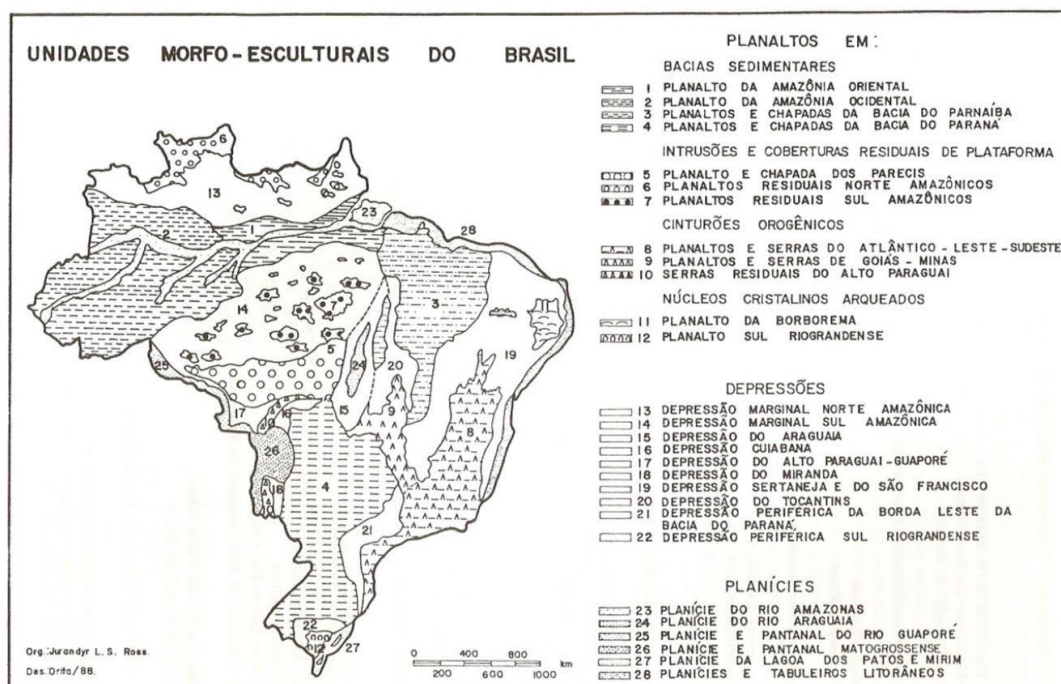 UNIDADES MORFO-ESCULTURAIS DO BRASIL
PLANALTOS EM:
BACIAS SEDIMENTARES
1 PLANALTO DA AMAZÔNIA ORIENTAL
2 PLANALTO DA AMAZÔNIA OCIDENTAL
3 PLANALTOS E CHAPADAS DA BACIA DO PARNAÍBA
4 PLANALTOS E CHAPADAS DA BACIA DO PARANÁ
INTRUSÕES E COBERTURAS RESIDUAIS DE PLATAFORMA
5 PLANALTO E CHAPADA DOS PARECIS
6 PLANALTOS RESIDUAIS NORTE AMAZÔNICOS
7 PLANALTOS RESIDUAIS SUL AMAZÔNICOS
CINTURÕES OROGÊNICOS
8 PLANALTOS E SERRAS DO ATLÂNTICO-LESTE-SUDESTE
9 PLANALTOS E SERRAS DE GOIÁS-MINAS
10 SERRAS RESIDUAIS DO ALTO PARAGUAI
NÚCLEOS CRISTALINOS ARQUEADOS
11 PLANALTO DA BORBOREMA
12 PLANALTO SUL RIOGRANDENSE
DEPRESSÕES
13 DEPRESSÃO MARGINAL NORTE AMAZÔNICA
14 DEPRESSÃO MARGINAL SUL AMAZÔNICA
15 DEPRESSÃO DO ARAGUAIA
16 DEPRESSÃO CUIABANA
17 DEPRESSÃO DO ALTO PARAGUAI-GUAPORÉ
18 DEPRESSÃO DO MIRANDA
19 DEPRESSÃO SERTANEJA E DO SÃO FRANCISCO
20 DEPRESSÃO DO TOCANTINS
21 DEPRESSÃO PERIFÉRICA DA BORDA LESTE DA
BACIA DO PARANÁ
22 DEPRESSÃO PERIFÉRICA SUL RIOGRANDENSE
PLANÍCIES
23 PLANÍCIE DO RIO AMAZONAS
24 PLANÍCIE DO RIO ARAGUAIA
25 PLANÍCIE E PANTANAL DO RIO GUAPORÉ
26 PLANÍCIE E PANTANAL MATOGROSSENSE
27 PLANÍCIE DA LAGOA DOS PATOS E MIRIM
28 PLANÍCIES E TABULEIROS LITORÂNEOS
6
13
23
28
2
1
3
14
7
5
19
25
24
20
17
16
15
9
10
8
26
4
18
10
21
22
12
27
Org. Jurandyr L. S. Ross.
Des. Orita/88.
0 200 400 600 800
1000 km